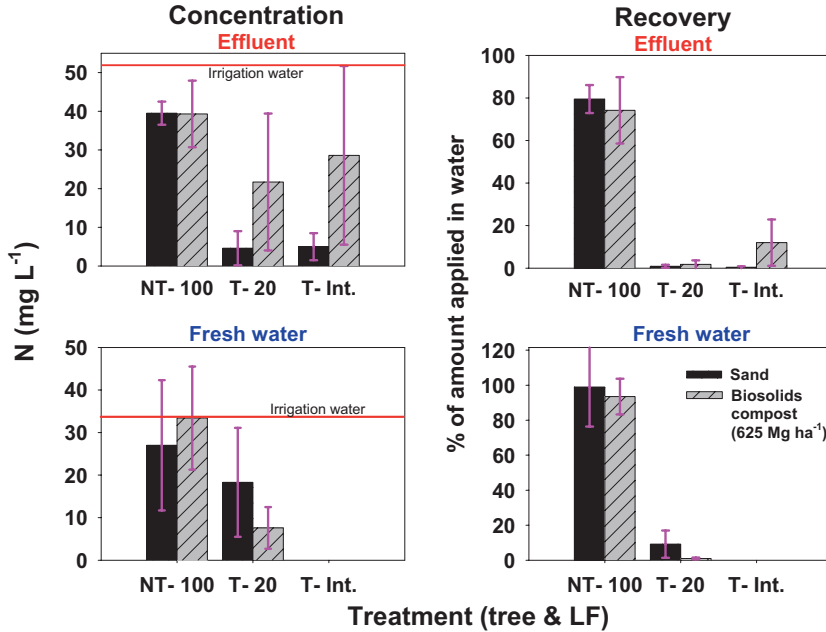 Concentration
Recovery
Effluent
Effluent
Irrigation water
50
40
30
20
10
0
NT- 100
T- 20
T- Int.
100
80
60
40
20
0
NT- 100
T- 20
T- Int.
N (mg L⁻¹)
% of amount applied in water
Fresh water
Fresh water
Irrigation water
50
40
30
20
10
0
NT- 100
T- 20
T- Int.
120
100
80
60
40
20
0
Sand
Biosolids
compost
(625 Mg ha⁻¹)
NT- 100
T- 20
T- Int.
Treatment (tree & LF)